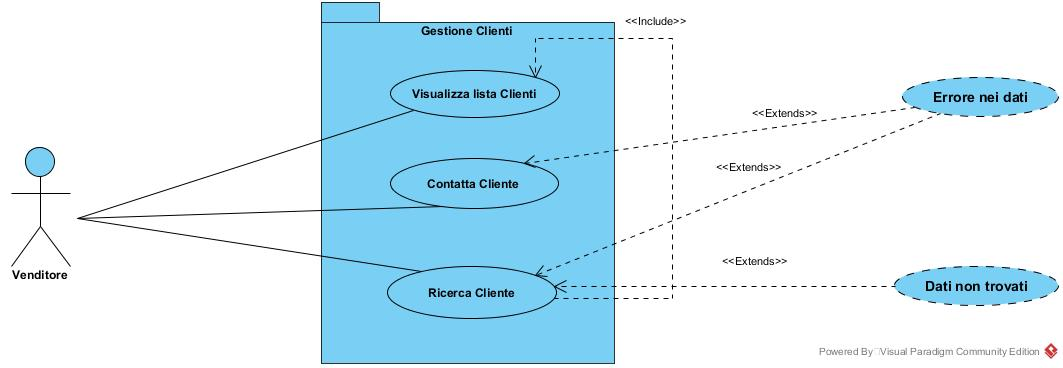 <<Include>>
Gestione Clienti
Visualizza lista Clienti
Errore nei dati
<<Extends>>
<<Extends>>
Contatta Cliente
Venditore
<<Extends>>
Ricerca Cliente
Dati non trovati
Powered By Visual Paradigm Community Edition